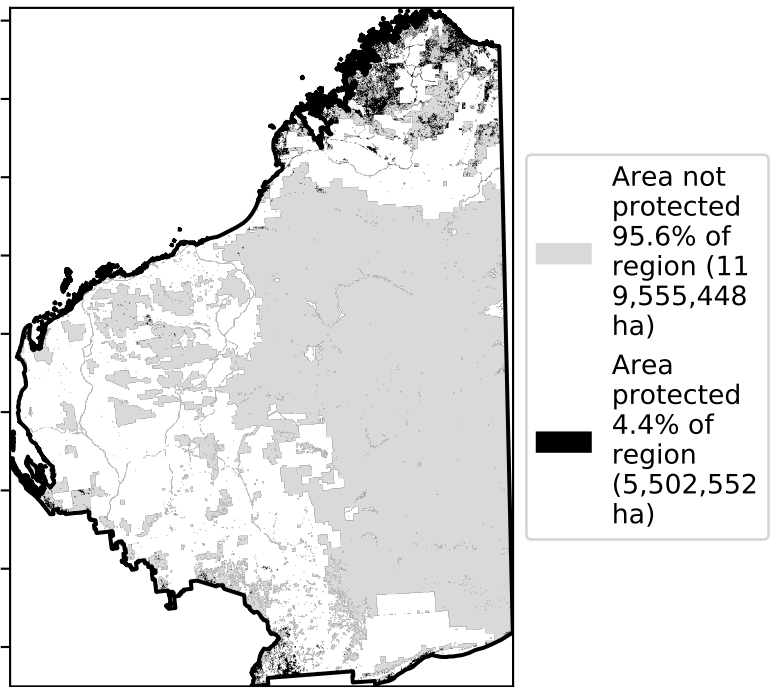 Area not
protected
95.6% of
region (11
9,555,448
ha)
Area
protected
4.4% of
region
(5,502,552
ha)